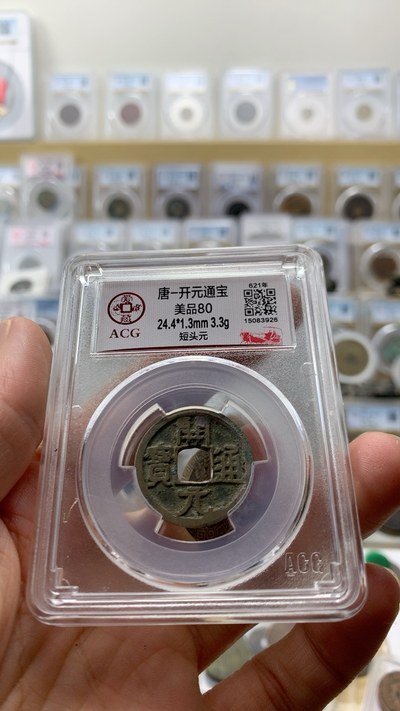 唐-开元通宝
美品80
24.4*1.3mm 3.3g
短头元
621年
15083926
ACG
開
通
元
寳
ACG